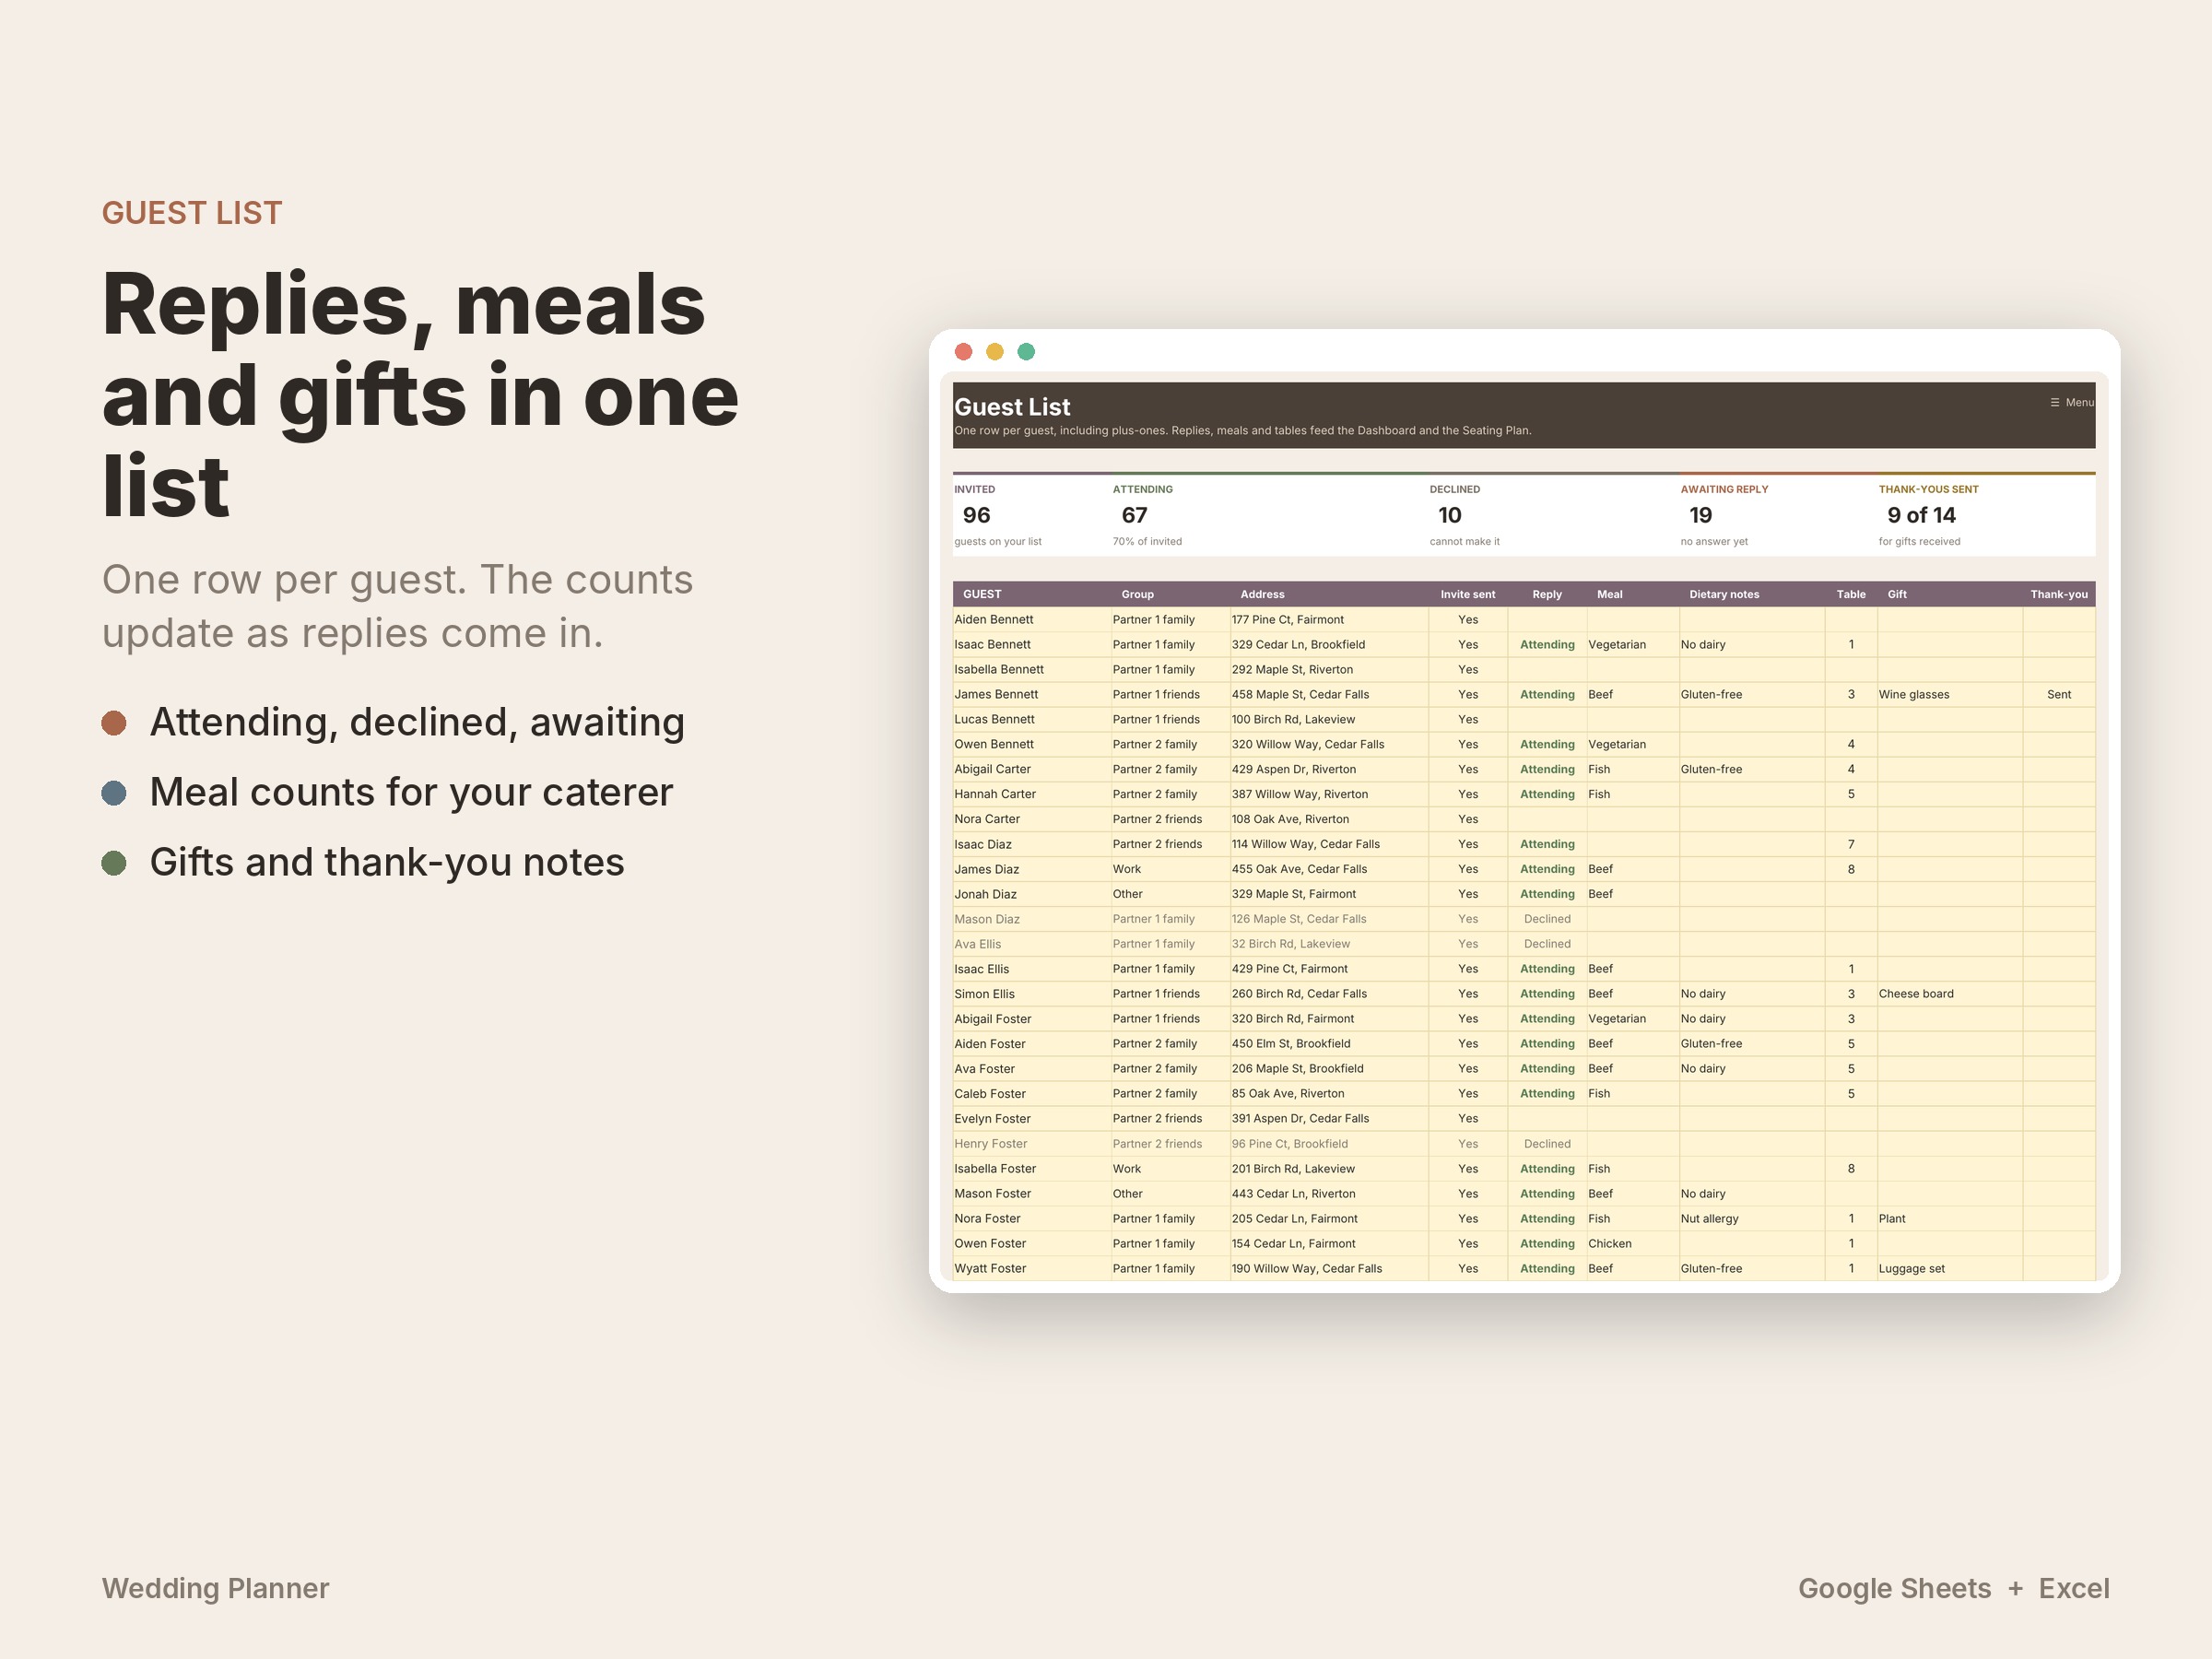 GUEST LIST
Replies, meals
and gifts in one
list
One row per guest. The counts
update as replies come in.
Attending, declined, awaiting
Meal counts for your caterer
Gifts and thank-you notes
Guest List
☰ Menu
One row per guest, including plus-ones. Replies, meals and tables feed the Dashboard and the Seating Plan.
INVITED ATTENDING DECLINED AWAITING REPLY THANK-YOUS SENT
96 67 10 19 9 of 14
guests on your list 70% of invited cannot make it no answer yet for gifts received
GUEST Group Address Invite sent Reply Meal Dietary notes Table Gift Thank-you
Aiden Bennett Partner 1 family 177 Pine Ct, Fairmont Yes
Isaac Bennett Partner 1 family 329 Cedar Ln, Brookfield Yes Attending Vegetarian No dairy 1
Isabella Bennett Partner 1 family 292 Maple St, Riverton Yes
James Bennett Partner 1 friends 458 Maple St, Cedar Falls Yes Attending Beef Gluten-free 3 Wine glasses Sent
Lucas Bennett Partner 1 friends 100 Birch Rd, Lakeview Yes
Owen Bennett Partner 2 family 320 Willow Way, Cedar Falls Yes Attending Vegetarian 4
Abigail Carter Partner 2 family 429 Aspen Dr, Riverton Yes Attending Fish Gluten-free 4
Hannah Carter Partner 2 family 387 Willow Way, Riverton Yes Attending Fish 5
Nora Carter Partner 2 friends 108 Oak Ave, Riverton Yes
Isaac Diaz Partner 2 friends 114 Willow Way, Cedar Falls Yes Attending 7
James Diaz Work 455 Oak Ave, Cedar Falls Yes Attending Beef 8
Jonah Diaz Other 329 Maple St, Fairmont Yes Attending Beef
Mason Diaz Partner 1 family 126 Maple St, Cedar Falls Yes Declined
Ava Ellis Partner 1 family 32 Birch Rd, Lakeview Yes Declined
Isaac Ellis Partner 1 family 429 Pine Ct, Fairmont Yes Attending Beef 1
Simon Ellis Partner 1 friends 260 Birch Rd, Cedar Falls Yes Attending Beef No dairy 3 Cheese board
Abigail Foster Partner 1 friends 320 Birch Rd, Fairmont Yes Attending Vegetarian No dairy 3
Aiden Foster Partner 2 family 450 Elm St, Brookfield Yes Attending Beef Gluten-free 5
Ava Foster Partner 2 family 206 Maple St, Brookfield Yes Attending Beef No dairy 5
Caleb Foster Partner 2 family 85 Oak Ave, Riverton Yes Attending Fish 5
Evelyn Foster Partner 2 friends 391 Aspen Dr, Cedar Falls Yes
Henry Foster Partner 2 friends 96 Pine Ct, Brookfield Yes Declined
Isabella Foster Work 201 Birch Rd, Lakeview Yes Attending Fish 8
Mason Foster Other 443 Cedar Ln, Riverton Yes Attending Beef No dairy
Nora Foster Partner 1 family 205 Cedar Ln, Fairmont Yes Attending Fish Nut allergy 1 Plant
Owen Foster Partner 1 family 154 Cedar Ln, Fairmont Yes Attending Chicken 1
Wyatt Foster Partner 1 family 190 Willow Way, Cedar Falls Yes Attending Beef Gluten-free 1 Luggage set
Wedding Planner
Google Sheets + Excel